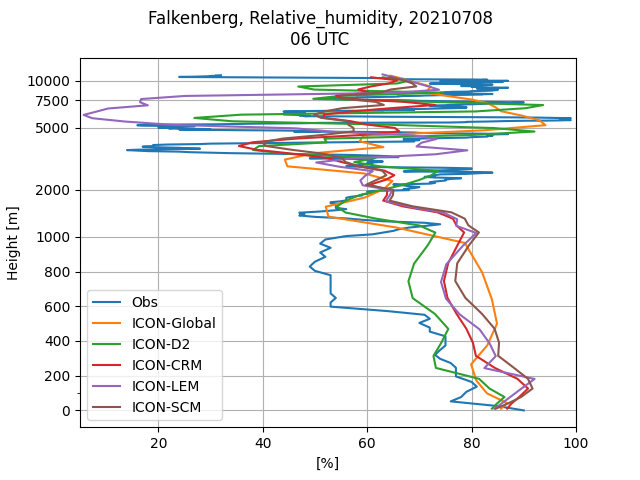 Falkenberg, Relative_humidity, 20210708
06 UTC
Height [m]
10000
7500
5000
2000
1000
800
600
400
200
0
Obs
ICON-Global
ICON-D2
ICON-CRM
ICON-LEM
ICON-SCM
20
40
60
80
100
[%]